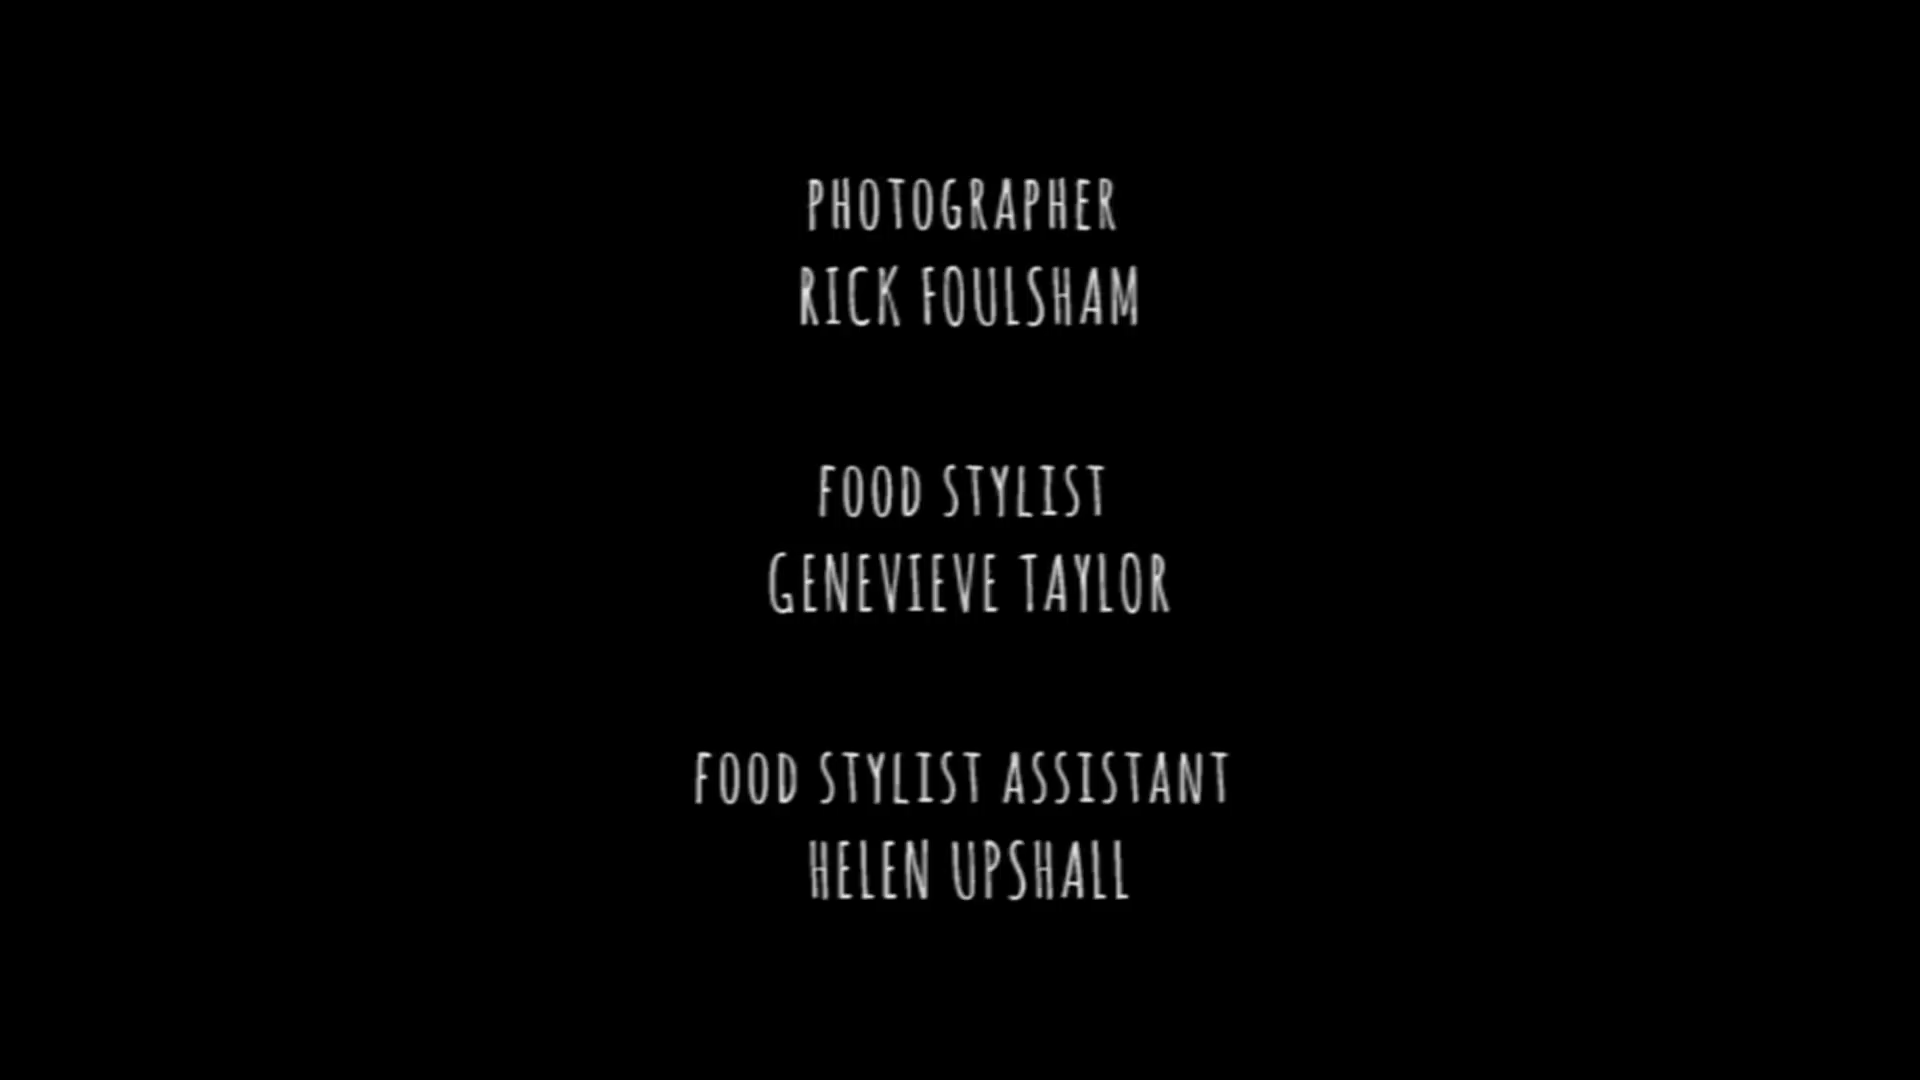 PHOTOGRAPHER
RICK FOULSHAM
FOOD STYLIST
GENEVIEVE TAYLOR
FOOD STYLIST ASSISTANT
HELEN UPSHALL